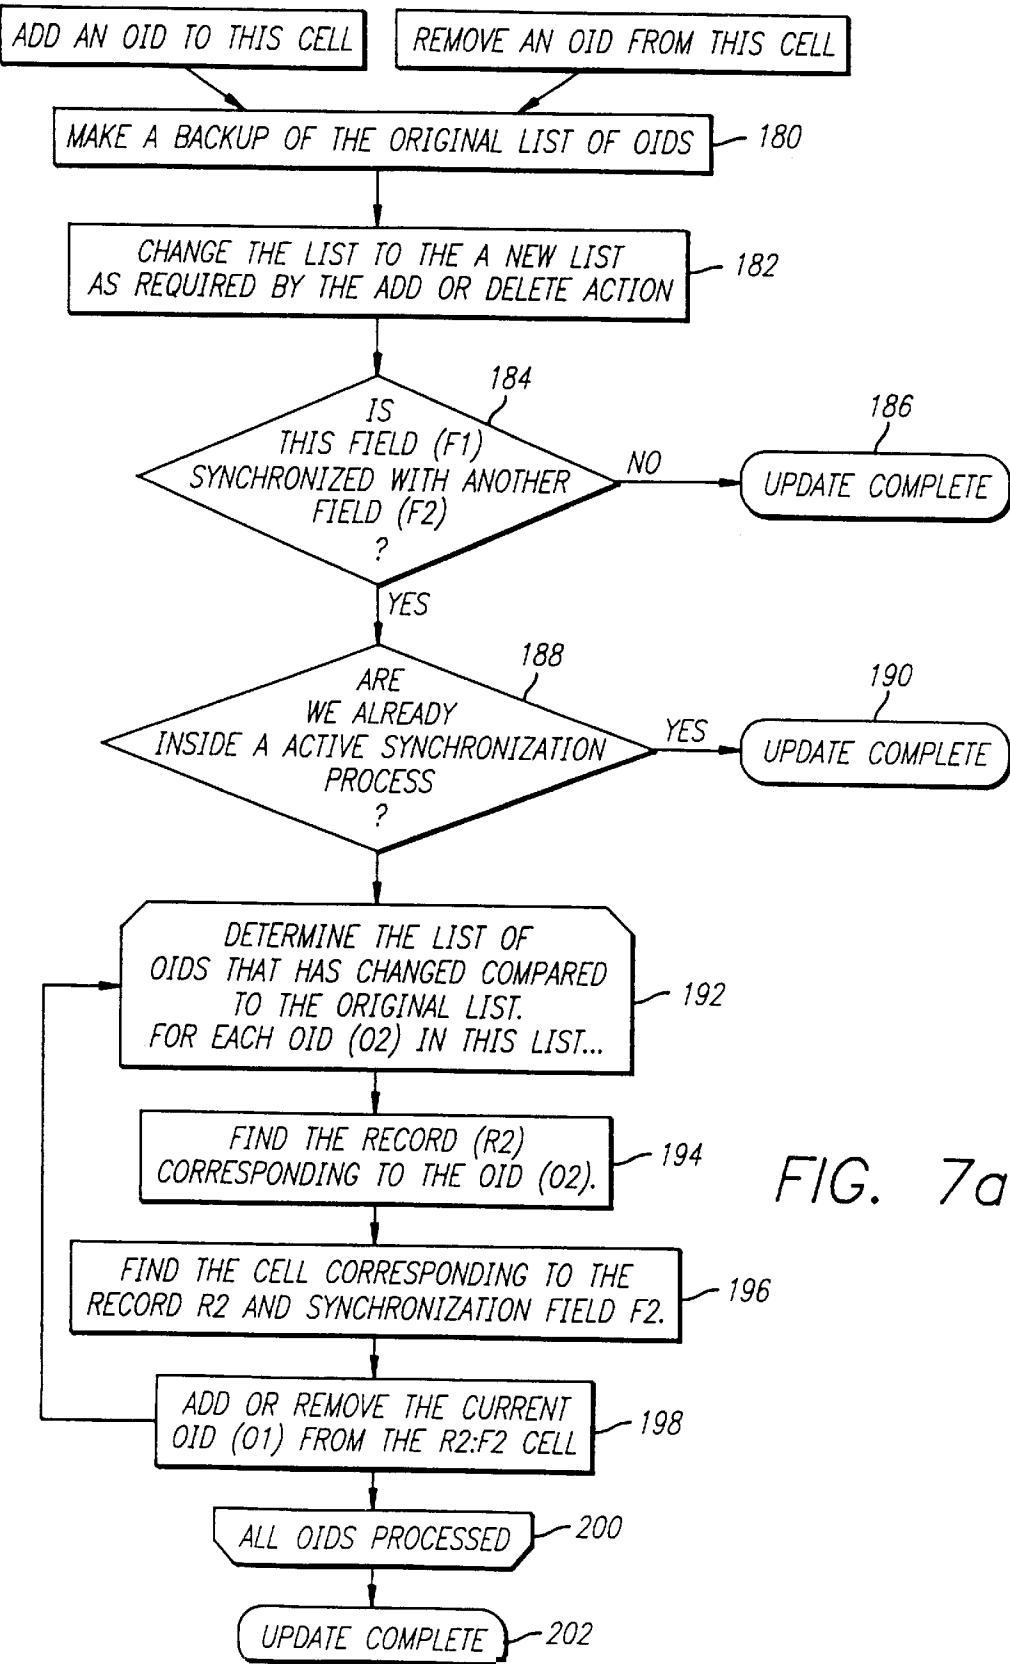 ADD AN OID TO THIS CELL
REMOVE AN OID FROM THIS CELL
MAKE A BACKUP OF THE ORIGINAL LIST OF OIDS
180
CHANGE THE LIST TO THE A NEW LIST
AS REQUIRED BY THE ADD OR DELETE ACTION
182
184
IS
THIS FIELD (F1)
SYNCHRONIZED WITH ANOTHER
FIELD (F2)
?
NO
186
UPDATE COMPLETE
YES
188
ARE
WE ALREADY
INSIDE A ACTIVE SYNCHRONIZATION
PROCESS
?
YES
190
UPDATE COMPLETE
DETERMINE THE LIST OF
OIDS THAT HAS CHANGED COMPARED
TO THE ORIGINAL LIST.
FOR EACH OID (O2) IN THIS LIST...
192
FIND THE RECORD (R2)
CORRESPONDING TO THE OID (O2).
194
FIG. 7a
FIND THE CELL CORRESPONDING TO THE
RECORD R2 AND SYNCHRONIZATION FIELD F2.
196
ADD OR REMOVE THE CURRENT
OID (O1) FROM THE R2:F2 CELL
198
ALL OIDS PROCESSED
200
UPDATE COMPLETE
202